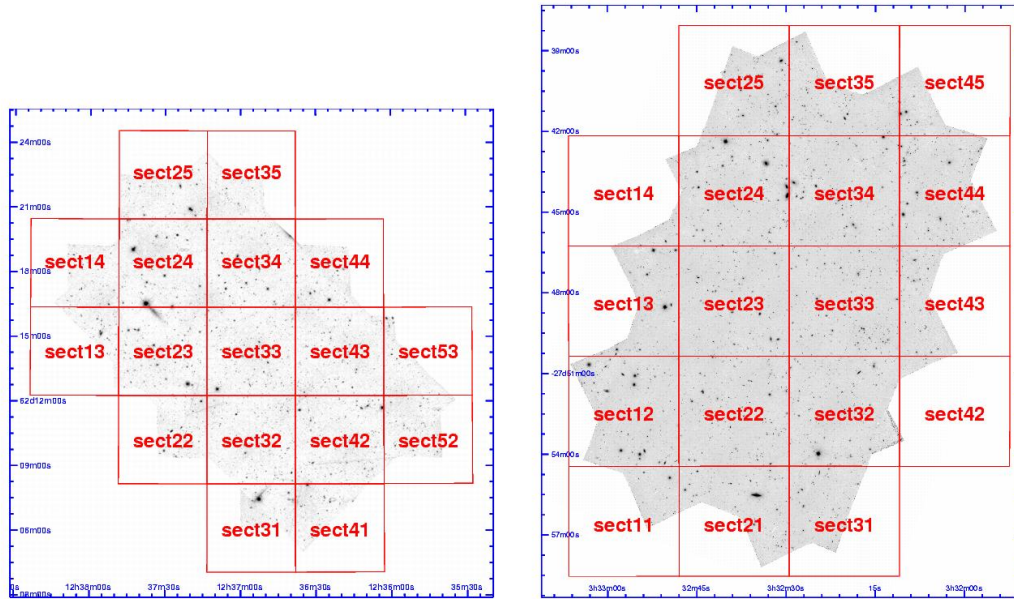 24m00s
sect25 sect35
21m00s
sect14 sect24 sect34 sect44
18m00s
15m00s
sect13 sect23 sect33 sect43 sect53
52d12m00s
sect22 sect32 sect42 sect52
09m00s
sect31 sect41
06m00s
12h38m00s 37m30s 12h37m00s 36m30s 12h36m00s 35m30s
39m00s
sect25 sect35 sect45
42m00s
sect14 sect24 sect34 sect44
45m00s
48m00s
sect13 sect23 sect33 sect43
-27d51m00s
sect12 sect22 sect32 sect42
54m00s
sect11 sect21 sect31
57m00s
3h33m00s 32m45s 3h32m30s 15s 3h32m00s